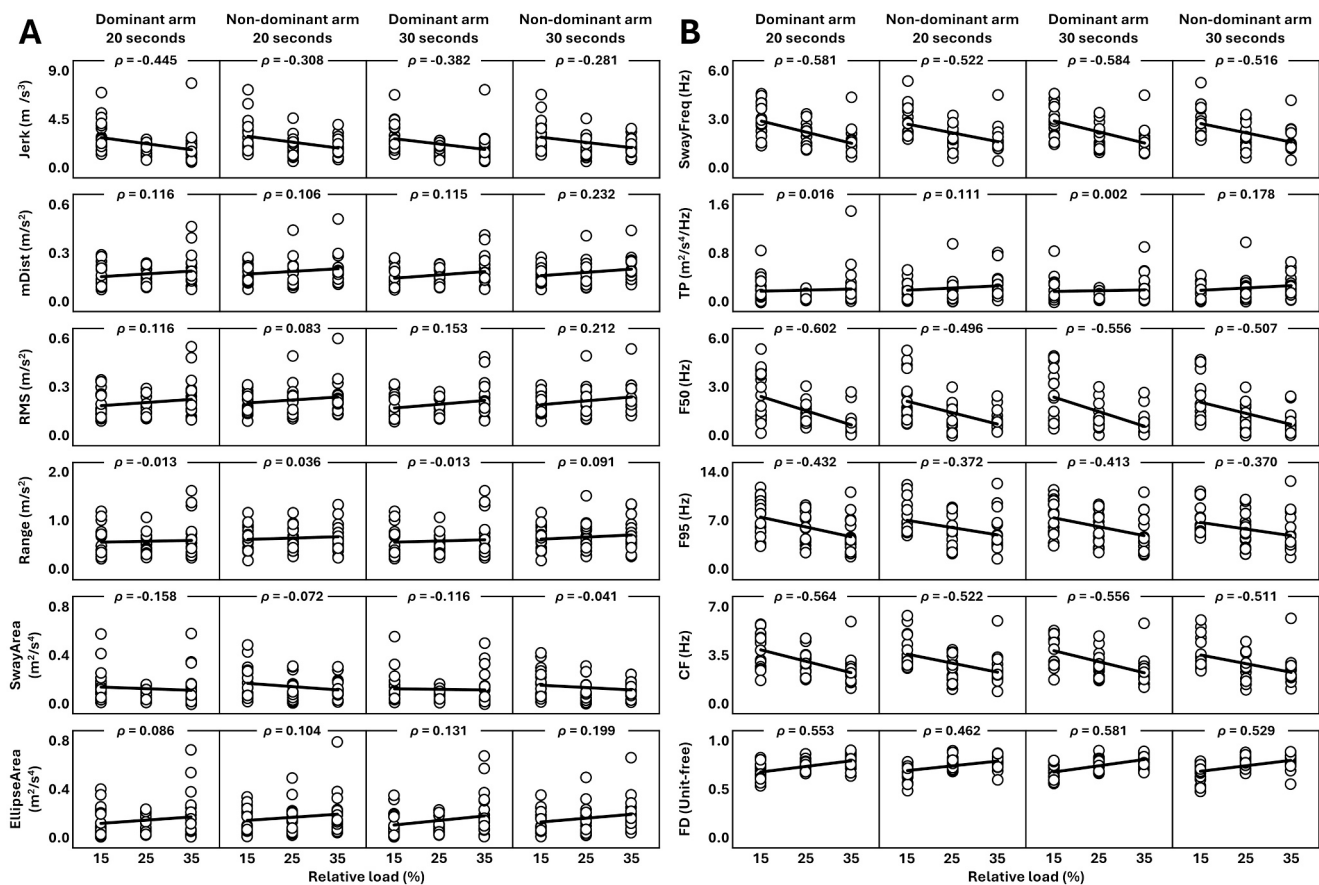 A
Dominant arm 20 seconds
Non-dominant arm 20 seconds
Dominant arm 30 seconds
Non-dominant arm 30 seconds
Jerk (m /s³)
9.0
4.5
0.0
ρ = -0.445
ρ = -0.308
ρ = -0.382
ρ = -0.281
mDist (m/s²)
0.6
0.3
0.0
ρ = 0.116
ρ = 0.106
ρ = 0.115
ρ = 0.232
RMS (m/s²)
0.6
0.3
0.0
ρ = 0.116
ρ = 0.083
ρ = 0.153
ρ = 0.212
Range (m/s²)
2.0
1.0
0.0
ρ = -0.013
ρ = 0.036
ρ = -0.013
ρ = 0.091
SwayArea (m²/s⁴)
0.8
0.4
0.0
ρ = -0.158
ρ = -0.072
ρ = -0.116
ρ = -0.041
EllipseArea (m²/s⁴)
0.8
0.4
0.0
ρ = 0.086
ρ = 0.104
ρ = 0.131
ρ = 0.199
15 25 35 15 25 35 15 25 35 15 25 35
Relative load (%)
B
Dominant arm 20 seconds
Non-dominant arm 20 seconds
Dominant arm 30 seconds
Non-dominant arm 30 seconds
SwayFreq (Hz)
6.0
3.0
0.0
ρ = -0.581
ρ = -0.522
ρ = -0.584
ρ = -0.516
TP (m²/s⁴/Hz)
1.6
0.8
0.0
ρ = 0.016
ρ = 0.111
ρ = 0.002
ρ = 0.178
F50 (Hz)
6.0
3.0
0.0
ρ = -0.602
ρ = -0.496
ρ = -0.556
ρ = -0.507
F95 (Hz)
14.0
7.0
0.0
ρ = -0.432
ρ = -0.372
ρ = -0.413
ρ = -0.370
CF (Hz)
7.0
3.5
0.0
ρ = -0.564
ρ = -0.522
ρ = -0.556
ρ = -0.511
FD (Unit-free)
1.0
0.5
0.0
ρ = 0.553
ρ = 0.462
ρ = 0.581
ρ = 0.529
15 25 35 15 25 35 15 25 35 15 25 35
Relative load (%)